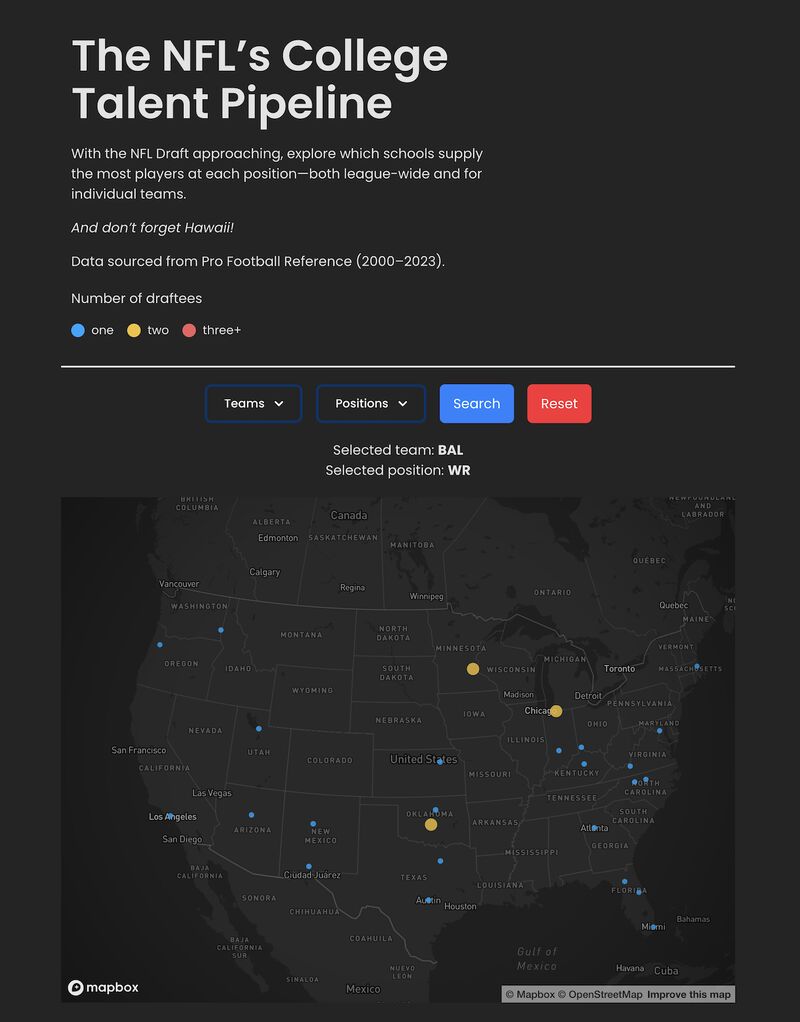 The NFL’s College
Talent Pipeline
With the NFL Draft approaching, explore which schools supply
the most players at each position—both league-wide and for
individual teams.
And don’t forget Hawaii!
Data sourced from Pro Football Reference (2000–2023).
Number of draftees
one two three+
Teams Positions Search Reset
Selected team: BAL
Selected position: WR
BRITISH
COLUMBIA
NEWFOUNDLAND
AND
LABRADOR
Canada
ALBERTA
Edmonton
SASKATCHEWAN
MANITOBA
QUÉBEC
Calgary
Vancouver
Regina
Winnipeg
ONTARIO
WASHINGTON
Quebec
MAINE
NORTH
DAKOTA
MONTANA
MINNESOTA
VERMONT
OREGON
IDAHO
SOUTH
DAKOTA
WISCONSIN
MICHIGAN
Toronto
MASSACHUSETTS
WYOMING
Madison
Detroit
PENNSYLVANIA
IOWA
Chicago
NEBRASKA
OHIO
MARYLAND
NEVADA
ILLINOIS
San Francisco
UTAH
COLORADO
United States
VIRGINIA
CALIFORNIA
MISSOURI
KENTUCKY
Las Vegas
NORTH
CAROLINA
TENNESSEE
Los Angeles
ARIZONA
NEW
MEXICO
OKLAHOMA
ARKANSAS
SOUTH
CAROLINA
Atlanta
San Diego
GEORGIA
MISSISSIPPI
BAJA
CALIFORNIA
Ciudad Juárez
TEXAS
LOUISIANA
FLORIDA
SONORA
Austin
Houston
CHIHUAHUA
Miami
Bahamas
BAJA
CALIFORNIA
SUR
COAHUILA
Gulf of
Mexico
NUEVO
LEÓN
Havana
Cuba
SINALOA
Mexico
mapbox
© Mapbox © OpenStreetMap Improve this map